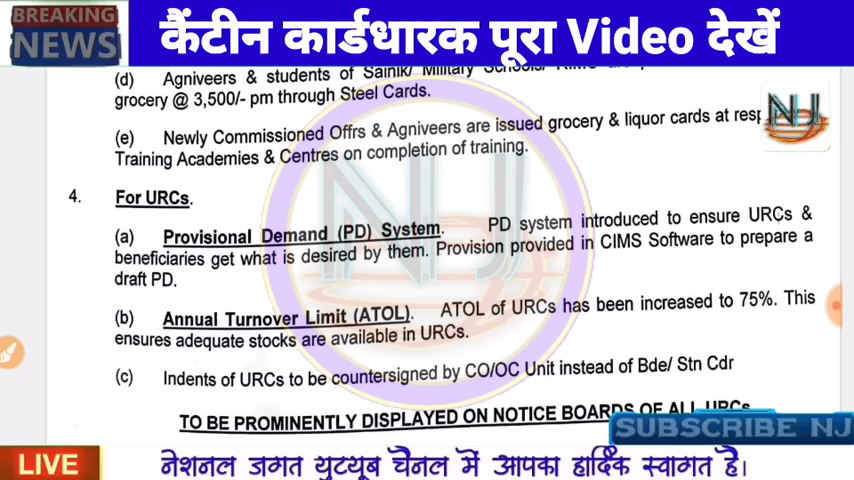 BREAKING
NEWS
कैंटीन कार्डधारक पूरा Video देखें
(d) Agniveers & students of Sainik/ Military Schools/
grocery @ 3,500/- pm through Steel Cards.
NJ
(e) Newly Commissioned Offrs & Agniveers are issued grocery & liquor cards at
Training Academies & Centres on completion of training.
4. For URCs.
(a) Provisional Demand (PD) System. PD system introduced to ensure URCs &
beneficiaries get what is desired by them. Provision provided in CIMS Software to prepare a
draft PD.
(b) Annual Turnover Limit (ATOL). ATOL of URCs has been increased to 75%. This
ensures adequate stocks are available in URCs.
(c) Indents of URCs to be countersigned by CO/OC Unit instead of Bde/ Stn Cdr
TO BE PROMINENTLY DISPLAYED ON NOTICE BOARDS OF ALL URCs
SUBSCRIBE NJ
LIVE
नेशनल जगत युटयूब चैनल में आपका हार्दिक स्वागत है।